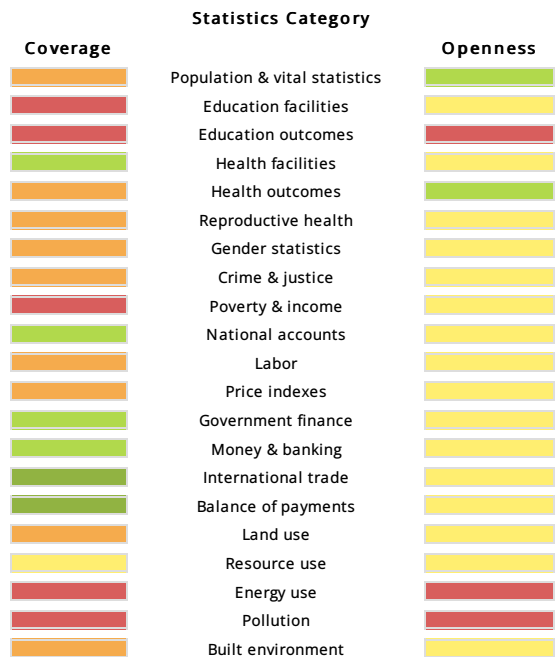 Statistics Category
Coverage Openness
Population & vital statistics
Education facilities
Education outcomes
Health facilities
Health outcomes
Reproductive health
Gender statistics
Crime & justice
Poverty & income
National accounts
Labor
Price indexes
Government finance
Money & banking
International trade
Balance of payments
Land use
Resource use
Energy use
Pollution
Built environment